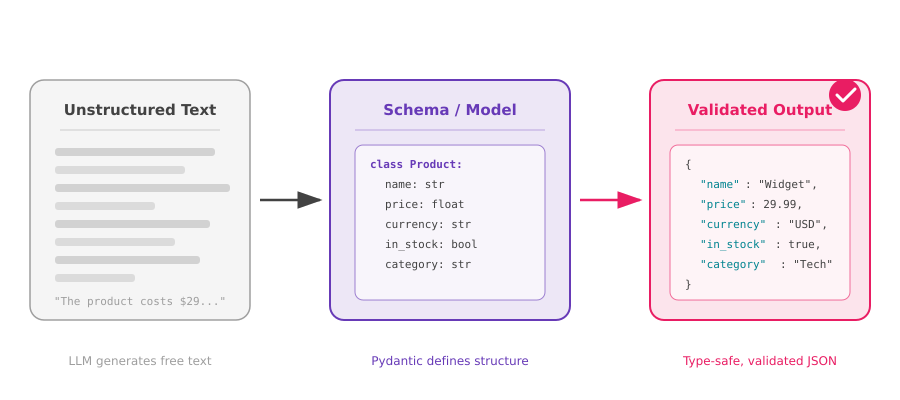 Unstructured Text
"The product costs $29..."
LLM generates free text
Schema / Model
class Product:
name: str
price: float
currency: str
in_stock: bool
category: str
Pydantic defines structure
Validated Output
{
"name" : "Widget",
"price" : 29.99,
"currency" : "USD",
"in_stock" : true,
"category" : "Tech"
}
Type-safe, validated JSON